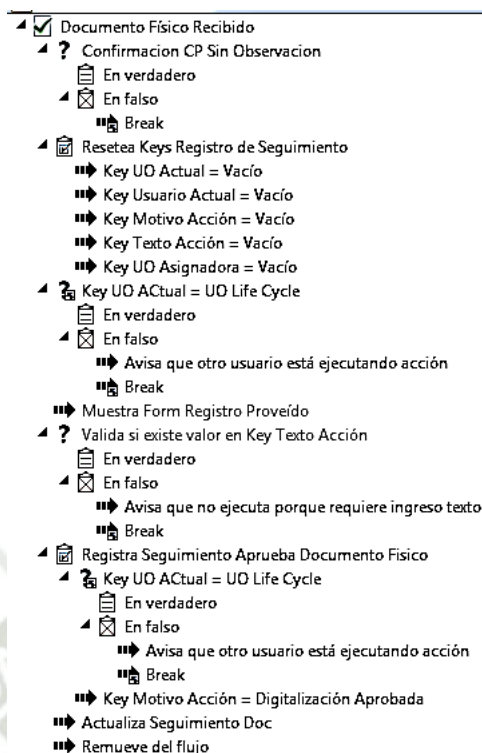 Documento Físico Recibido
Confirmacion CP Sin Observacion
En verdadero
En falso
Break
Resetea Keys Registro de Seguimiento
Key UO Actual = Vacío
Key Usuario Actual = Vacío
Key Motivo Acción = Vacío
Key Texto Acción = Vacío
Key UO Asignadora = Vacío
Key UO ACtual = UO Life Cycle
En verdadero
En falso
Avisa que otro usuario está ejecutando acción
Break
Muestra Form Registro Proveído
Valida si existe valor en Key Texto Acción
En verdadero
En falso
Avisa que no ejecuta porque requiere ingreso texto
Break
Registra Seguimiento Aprueba Documento Fisico
Key UO ACtual = UO Life Cycle
En verdadero
En falso
Avisa que otro usuario está ejecutando acción
Break
Key Motivo Acción = Digitalización Aprobada
Actualiza Seguimiento Doc
Remueve del flujo